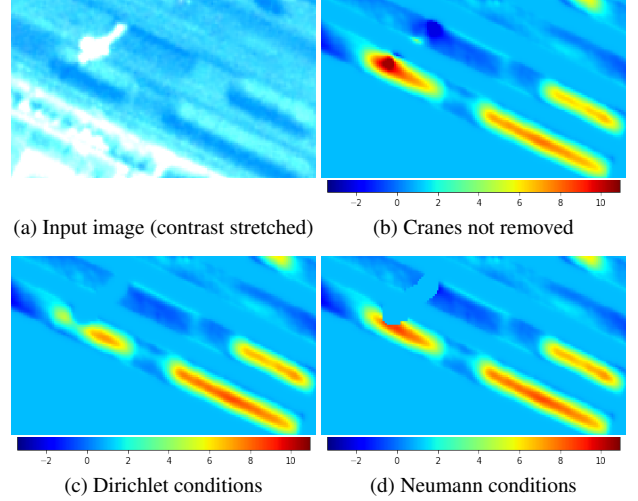 −2 0 2 4 6 8 10
(a) Input image (contrast stretched)
(b) Cranes not removed
−2 0 2 4 6 8 10
−2 0 2 4 6 8 10
(c) Dirichlet conditions
(d) Neumann conditions